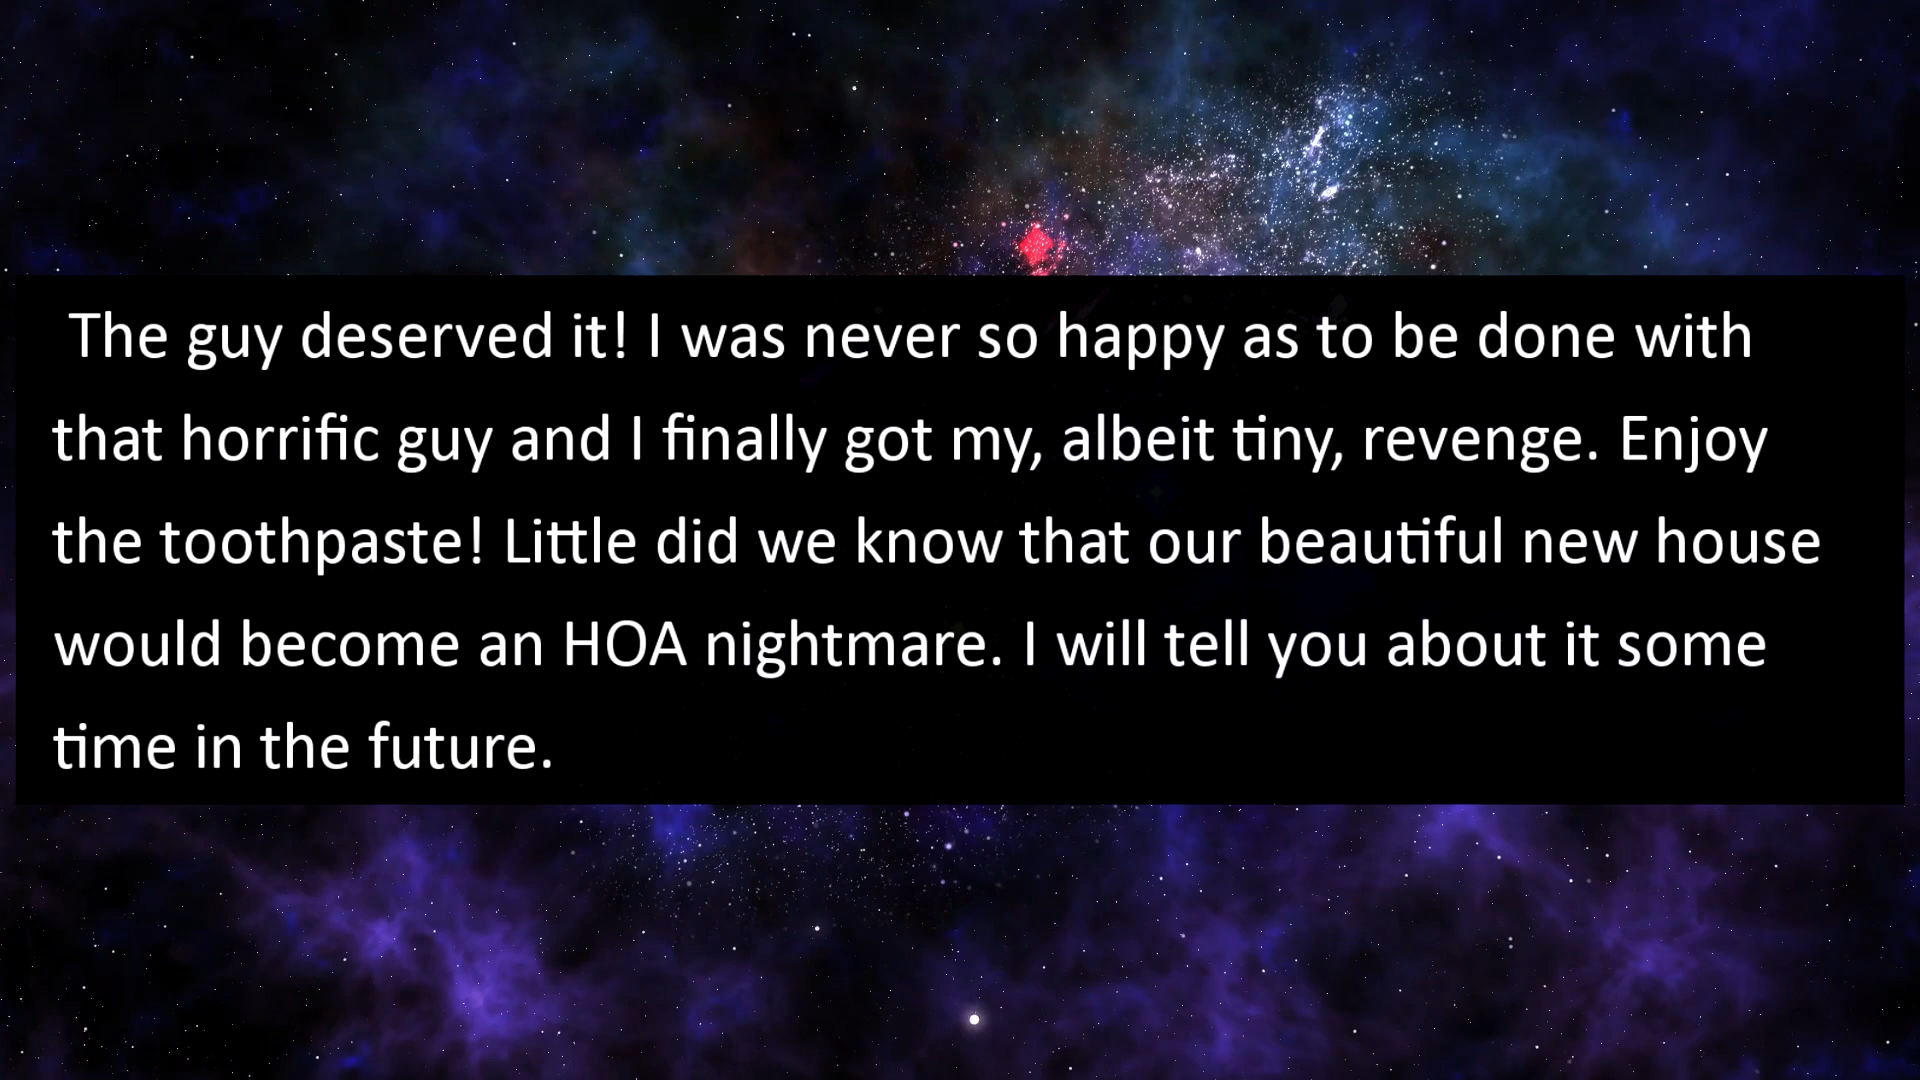 The guy deserved it! I was never so happy as to be done with
that horrific guy and I finally got my, albeit tiny, revenge. Enjoy
the toothpaste! Little did we know that our beautiful new house
would become an HOA nightmare. I will tell you about it some
time in the future.